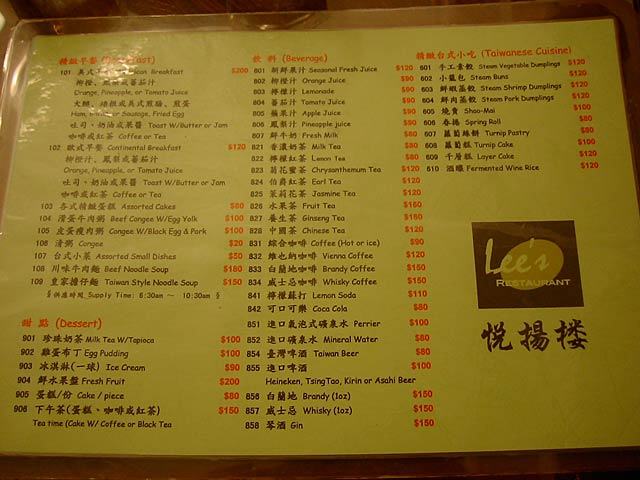 精緻早餐 (Breakfast)
101 美式 Breakfast $200
柳橙、鳳梨或蕃茄汁
Orange, Pineapple, or Tomato Juice
火腿、培根或美式煎腸、煎蛋
Ham, or Sausage, Fried Egg
吐司、奶油或果醬 Toast W/Butter or Jam
咖啡或紅茶 Coffee or Tea
102 歐式早餐 Continental Breakfast $120
柳橙汁、鳳梨或蕃茄汁
Orange, Pineapple, or Tomato Juice
吐司、奶油或果醬 Toast W/Butter or Jam
咖啡或紅茶 Coffee or Tea
103 各式精緻蛋糕 Assorted Cakes $80
104 滑蛋牛肉粥 Beef Congee W/Egg Yolk $100
105 皮蛋瘦肉粥 Congee W/Black Egg & Pork $100
106 清粥 Congee $20
107 台式小菜 Assorted Small Dishes $50
108 川味牛肉麵 Beef Noodle Soup $180
109 皇家擔仔麵 Taiwan Style Noodle Soup $150
§供應時間 Supply Time: 6:30am ~ 10:30am §
甜 點 (Dessert)
901 珍珠奶茶 Milk Tea W/Tapioca $100
902 雞蛋布丁 Egg Pudding $100
903 冰淇淋(一球) Ice Cream $90
904 鮮水果盤 Fresh Fruit $200
905 蛋糕/份 Cake / piece $80
906 下午茶(蛋糕、咖啡或紅茶) $150
Tea time (Cake W/ Coffee or Black Tea
飲 料 (Beverage)
801 新鮮果汁 Seasonal Fresh Juice $120
802 柳橙汁 Orange Juice $90
803 檸檬汁 Lemonade $90
804 蕃茄汁 Tomato Juice $90
805 蘋果汁 Apple Juice $90
806 鳳梨汁 Pineapple juice $90
807 鮮牛奶 Fresh Milk $80
821 香濃奶茶 Milk Tea $80
822 檸檬紅茶 Lemon Tea $80
823 菊花蜜茶 Chrysanthemum Tea $120
824 伯爵紅茶 Earl Tea $120
825 茉莉花茶 Jasmine Tea $120
826 水果茶 Fruit Tea $160
827 養生茶 Ginseng Tea $160
828 中國茶 Chinese Tea $120
831 綜合咖啡 Coffee (Hot or ice) $90
832 維也納咖啡 Vienna Coffee $120
833 白蘭地咖啡 Brandy Coffee $150
834 威士忌咖啡 Whisky Coffee $150
841 檸檬蘇打 Lemon Soda $110
842 可口可樂 Coca Cola $80
851 進口氣泡式礦泉水 Perrier $100
852 進口礦泉水 Mineral Water $80
854 臺灣啤酒 Taiwan Beer $80
855 進口啤酒 $100
Heineken, TsingTao, Kirin or Asahi Beer
856 白蘭地 Brandy (1oz) $150
857 威士忌 Whisky (1oz) $150
858 琴酒 Gin $150
精緻台式小吃 (Taiwanese Cuisine)
601 手工素餃 Steam Vegetable Dumplings $120
602 小籠包 Steam Buns $120
603 鮮蝦蒸餃 Steam Shrimp Dumplings $120
604 鮮肉蒸餃 Steam Pork Dumplings $120
605 燒賣 Shao-Mai $100
606 春捲 Spring Roll $80
607 蘿蔔絲餅 Turnip Pastry $80
608 蘿蔔糕 Turnip Cake $100
609 千層糕 Layer Cake $120
610 酒釀 Fermented Wine Rice $120
Lee's
RESTAURANT
悅揚楼